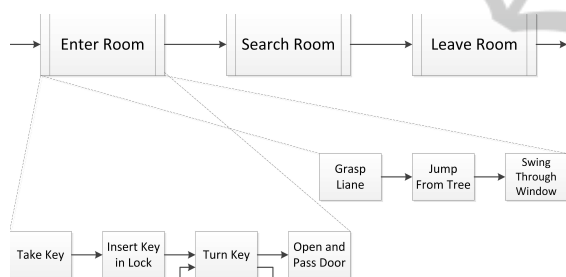 Enter Room
Search Room
Leave Room
Grasp
Liane
Jump
From Tree
Swing
Through
Window
Take Key
Insert Key
in Lock
Turn Key
Open and
Pass Door